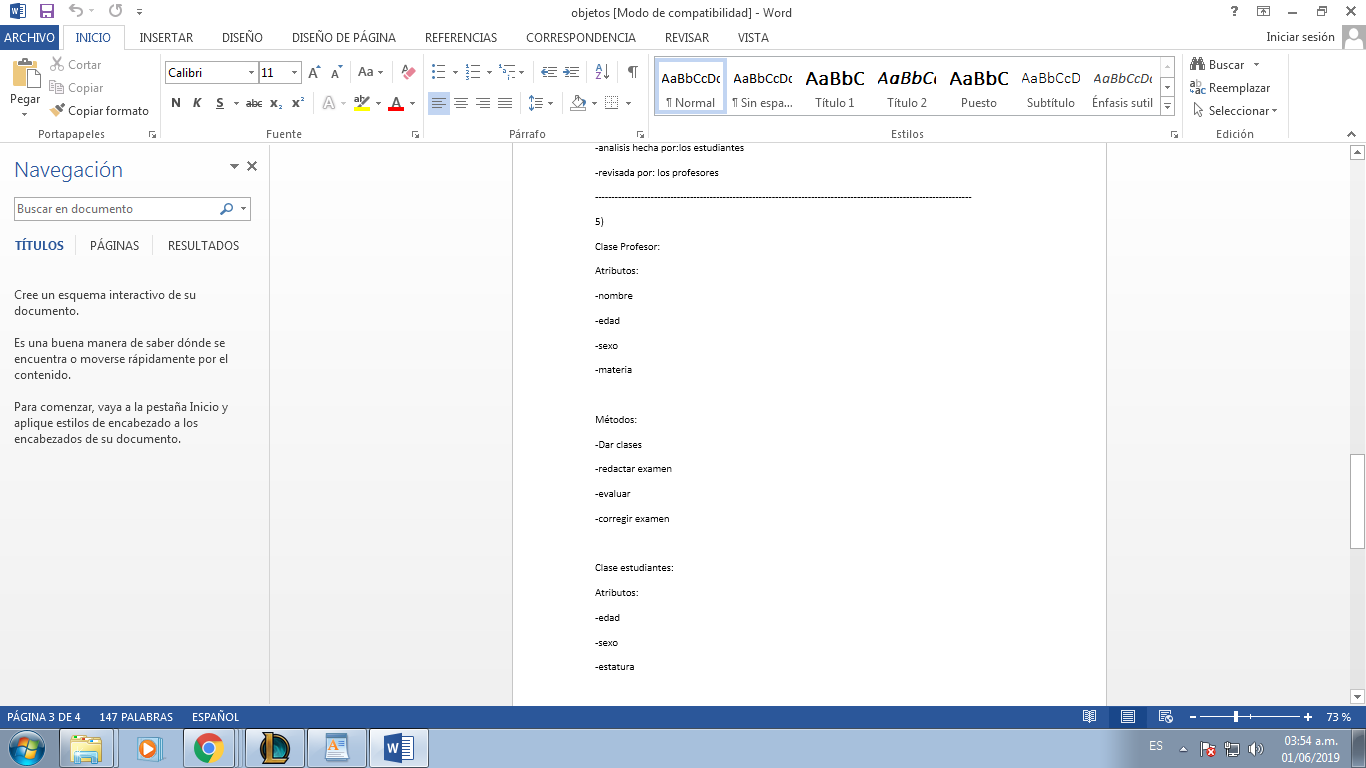 objetos [Modo de compatibilidad] - Word
ARCHIVO INICIO INSERTAR DISEÑO DISEÑO DE PÁGINA REFERENCIAS CORRESPONDENCIA REVISAR VISTA Iniciar sesión
Pegar
Cortar
Copiar
Copiar formato
Portapapeles
Calibri 11
Aa
N K S abc x₂ x²
Fuente
Párrafo
AaBbCcDc AaBbCcDc AaBbC AaBbCc AaBbC AaBbCcD AaBbCcDc
¶ Normal ¶ Sin espa... Título 1 Título 2 Puesto Subtítulo Énfasis sutil
Estilos
Buscar
Reemplazar
Seleccionar
Edición
Navegación
Buscar en documento
TÍTULOS PÁGINAS RESULTADOS
Cree un esquema interactivo de su
documento.
Es una buena manera de saber dónde se
encuentra o moverse rápidamente por el
contenido.
Para comenzar, vaya a la pestaña Inicio y
aplique estilos de encabezado a los
encabezados de su documento.
-analisis hecha por:los estudiantes
-revisada por: los profesores
--------------------------------------------------------------------------------------------------------------------
5)
Clase Profesor:
Atributos:
-nombre
-edad
-sexo
-materia
Métodos:
-Dar clases
-redactar examen
-evaluar
-corregir examen
Clase estudiantes:
Atributos:
-edad
-sexo
-estatura
PÁGINA 3 DE 4 147 PALABRAS ESPAÑOL 73 %
ES 03:54 a.m.
01/06/2019